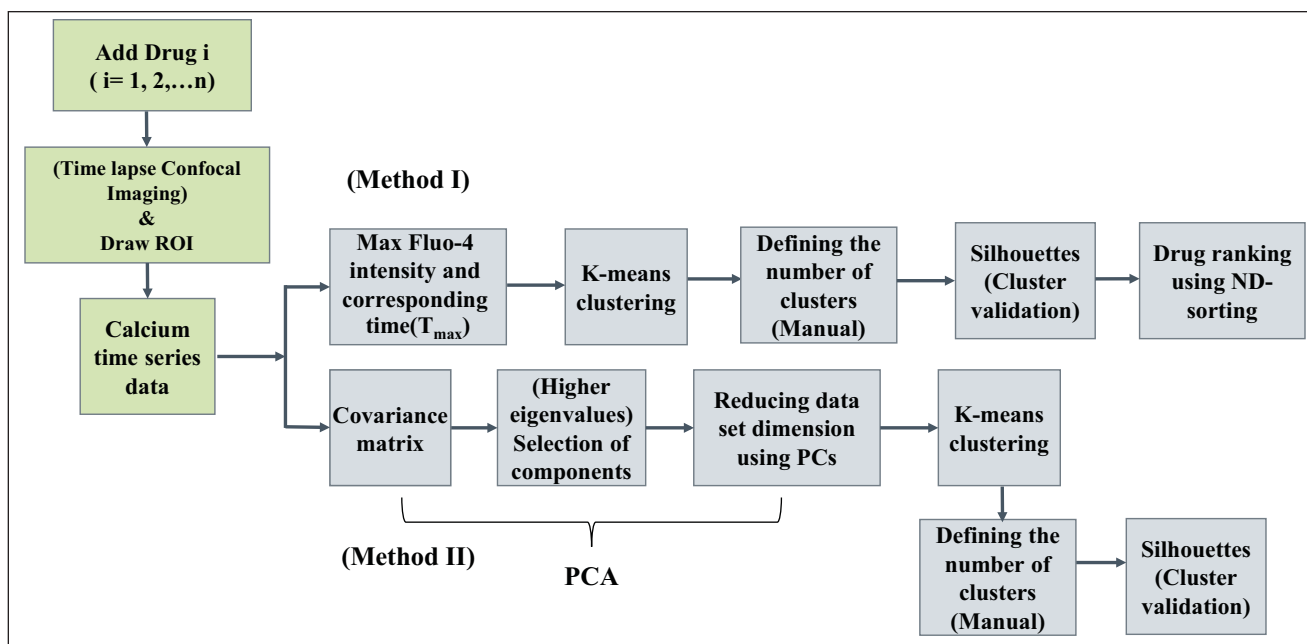 Add Drug i
( i= 1, 2,…n)
(Time lapse Confocal
Imaging)
&
Draw ROI
Calcium
time series
data
(Method I)
Max Fluo-4
intensity and
corresponding
time(Tmax)
K-means
clustering
Defining the
number of
clusters
(Manual)
Silhouettes
(Cluster
validation)
Drug ranking
using ND-
sorting
Covariance
matrix
(Higher
eigenvalues)
Selection of
components
Reducing data
set dimension
using PCs
K-means
clustering
Defining the
number of
clusters
(Manual)
Silhouettes
(Cluster
validation)
(Method II)
PCA